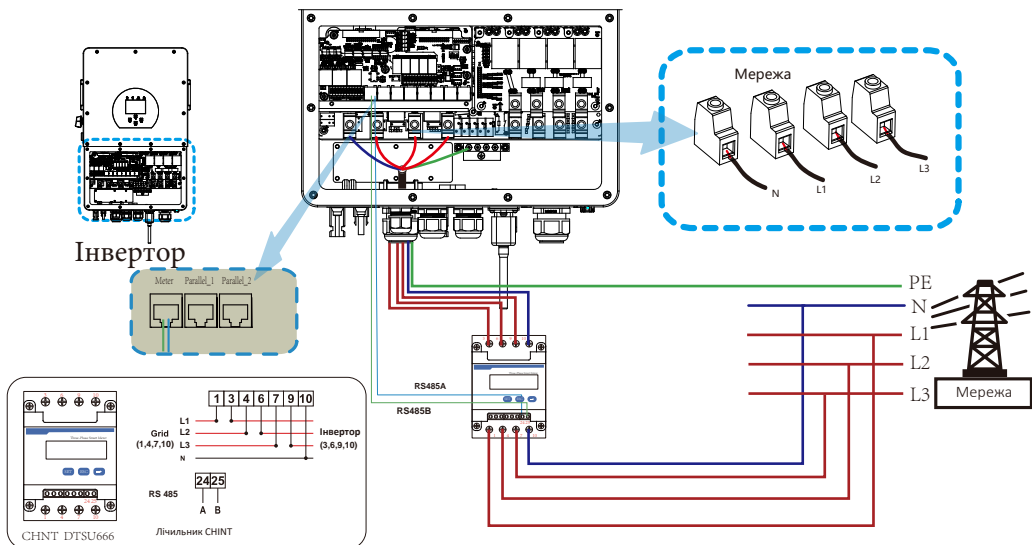 Мережа
N
L1
L2
L3
Інвертор
Meter
Parallel_1
Parallel_2
PE
N
L1
L2
L3
Мережа
RS485A
RS485B
1 3 4 6 7 9 10
L1
L2
L3
N
Grid
(1,4,7,10)
Інвертор
(3,6,9,10)
RS 485
24 25
A B
CHNT DTSU666
Лічильник CHINT